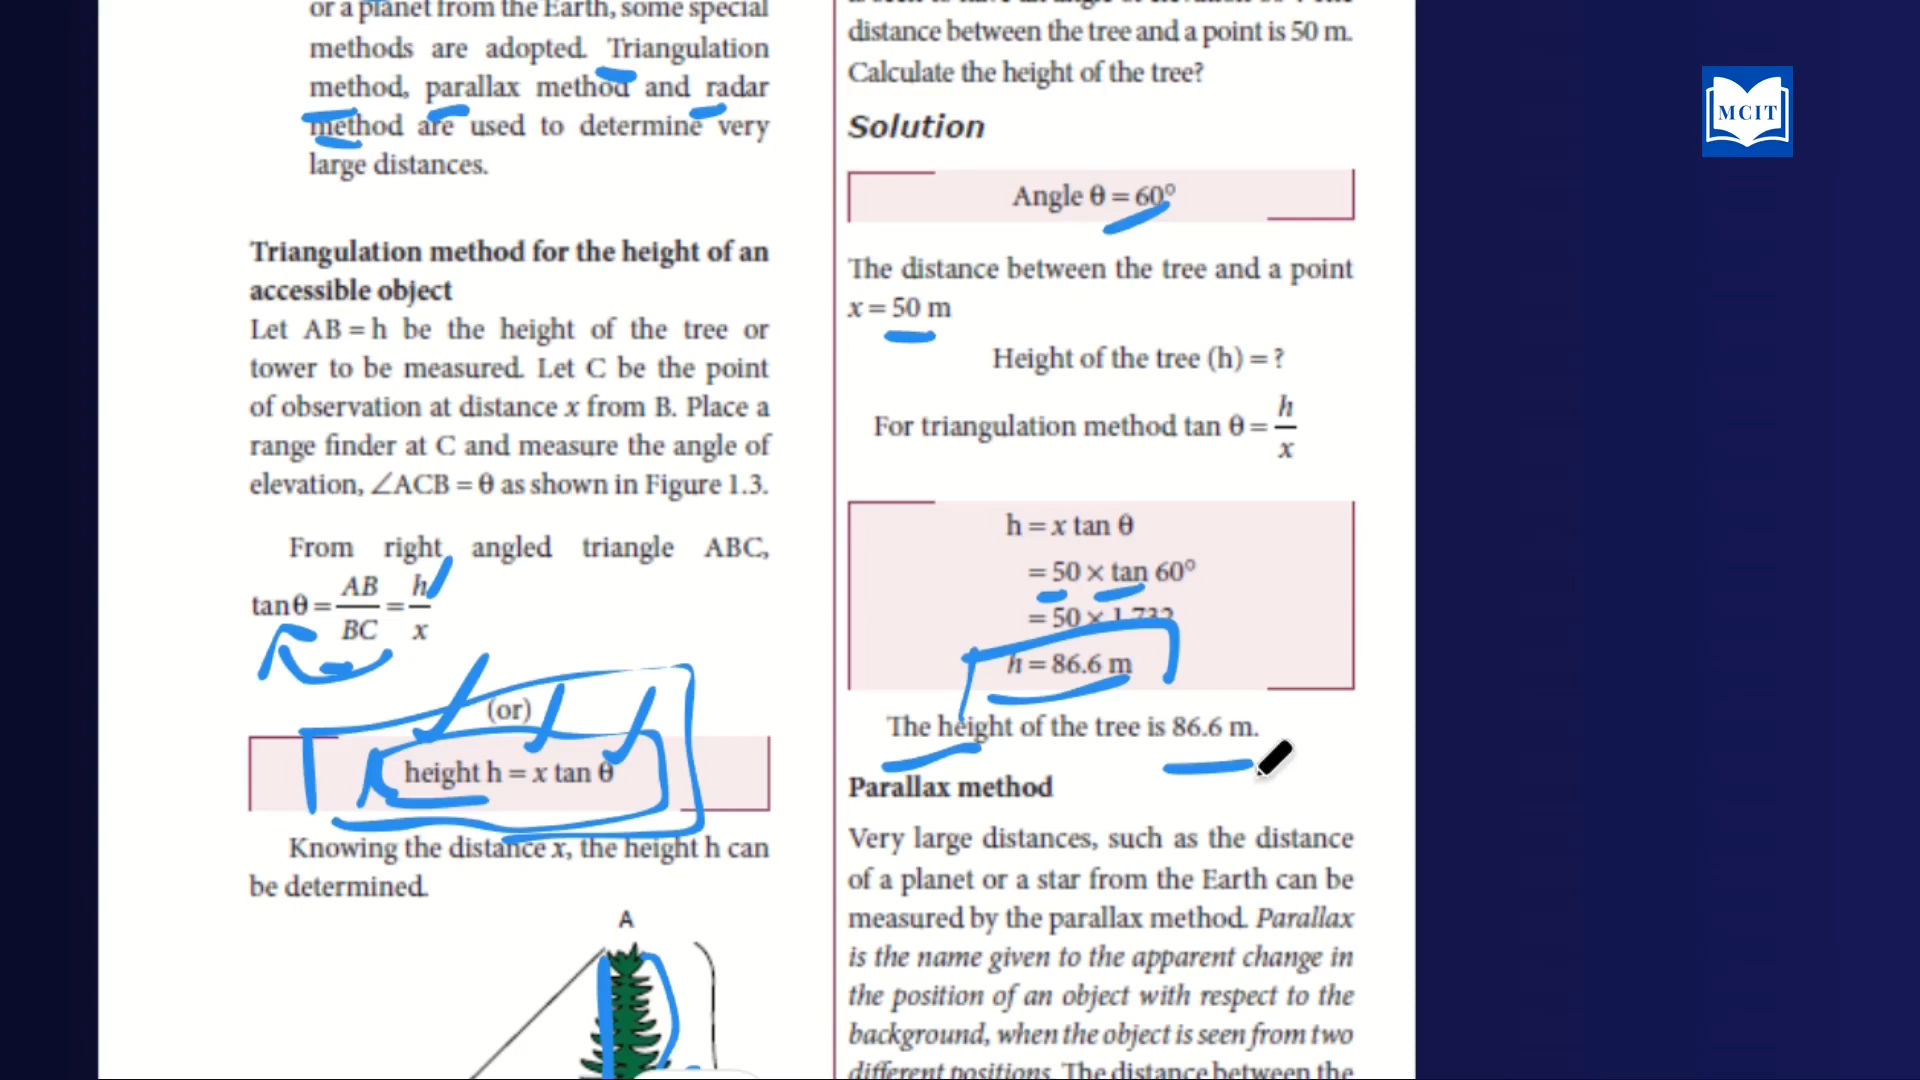 or a planet from the Earth, some special
methods are adopted. Triangulation
method, parallax method and radar
method are used to determine very
large distances.
Triangulation method for the height of an
accessible object
Let AB = h be the height of the tree or
tower to be measured. Let C be the point
of observation at distance x from B. Place a
range finder at C and measure the angle of
elevation, ∠ACB = θ as shown in Figure 1.3.
From right angled triangle ABC,
tanθ = AB/BC = h/x
(or)
height h = x tan θ
Knowing the distance x, the height h can
be determined.
A
distance between the tree and a point is 50 m.
Calculate the height of the tree?
Solution
Angle θ = 60°
The distance between the tree and a point
x = 50 m
Height of the tree (h) = ?
For triangulation method tan θ = h/x
h = x tan θ
= 50 × tan 60°
= 50 × 1.732
h = 86.6 m
The height of the tree is 86.6 m.
Parallax method
Very large distances, such as the distance
of a planet or a star from the Earth can be
measured by the parallax method. Parallax
is the name given to the apparent change in
the position of an object with respect to the
background, when the object is seen from two
different positions. The distance between the
MCIT